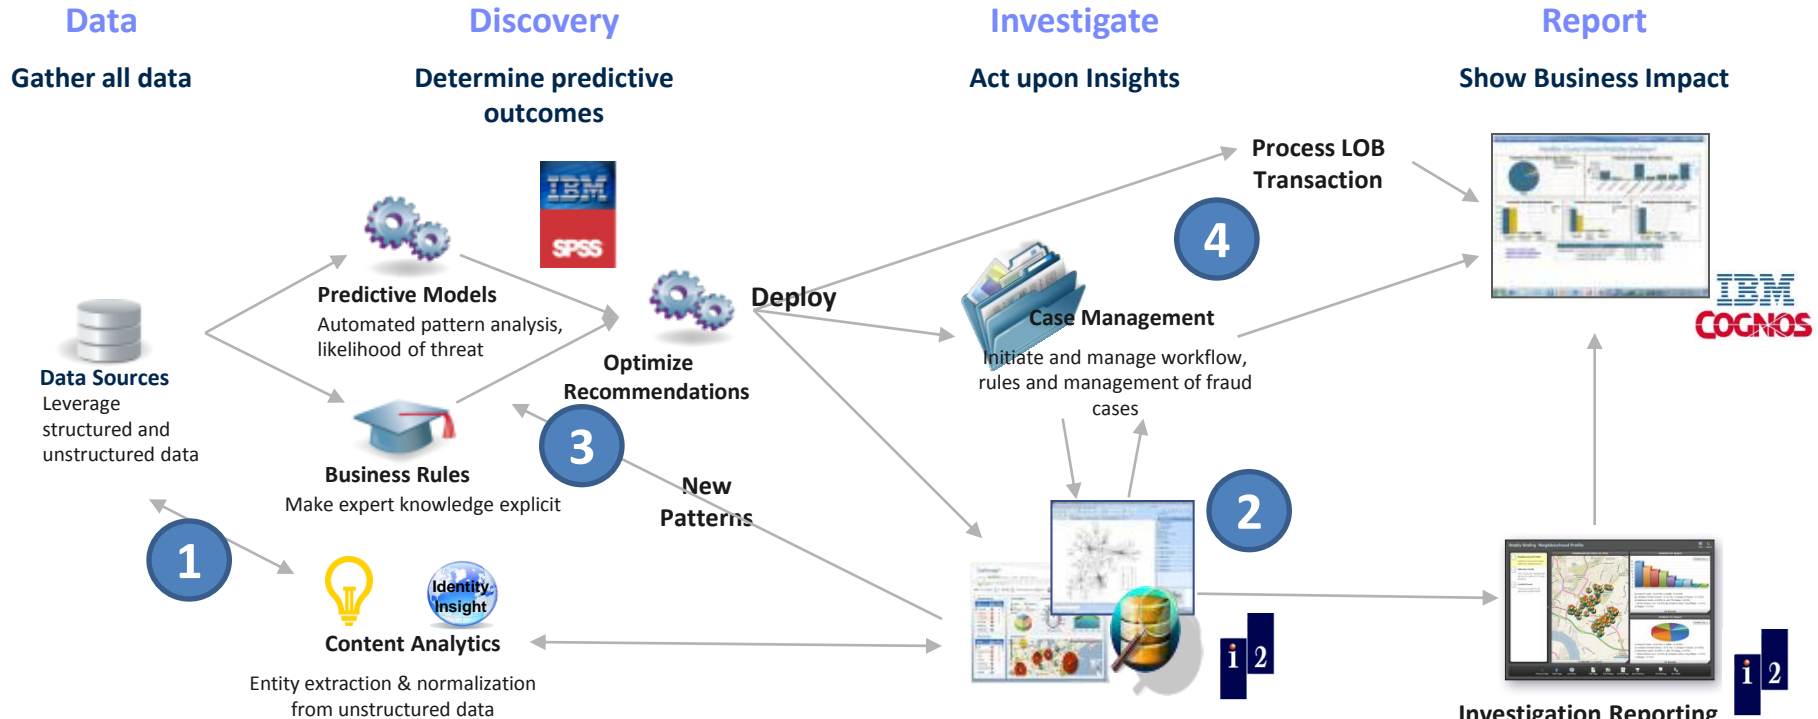 Data
Discovery
Investigate
Report
Gather all data
Determine predictive
outcomes
Act upon Insights
Show Business Impact
IBM
SPSS
Process LOB
Transaction
4
Predictive Models
Automated pattern analysis,
likelihood of threat
Deploy
Case Management
Initiate and manage workflow,
rules and management of fraud
cases
IBM
COGNOS
Data Sources
Leverage
structured and
unstructured data
Optimize
Recommendations
3
Business Rules
Make expert knowledge explicit
New
Patterns
2
1
Identity
Insight
Content Analytics
Entity extraction & normalization
from unstructured data
i2
i2
Investigation Reporting